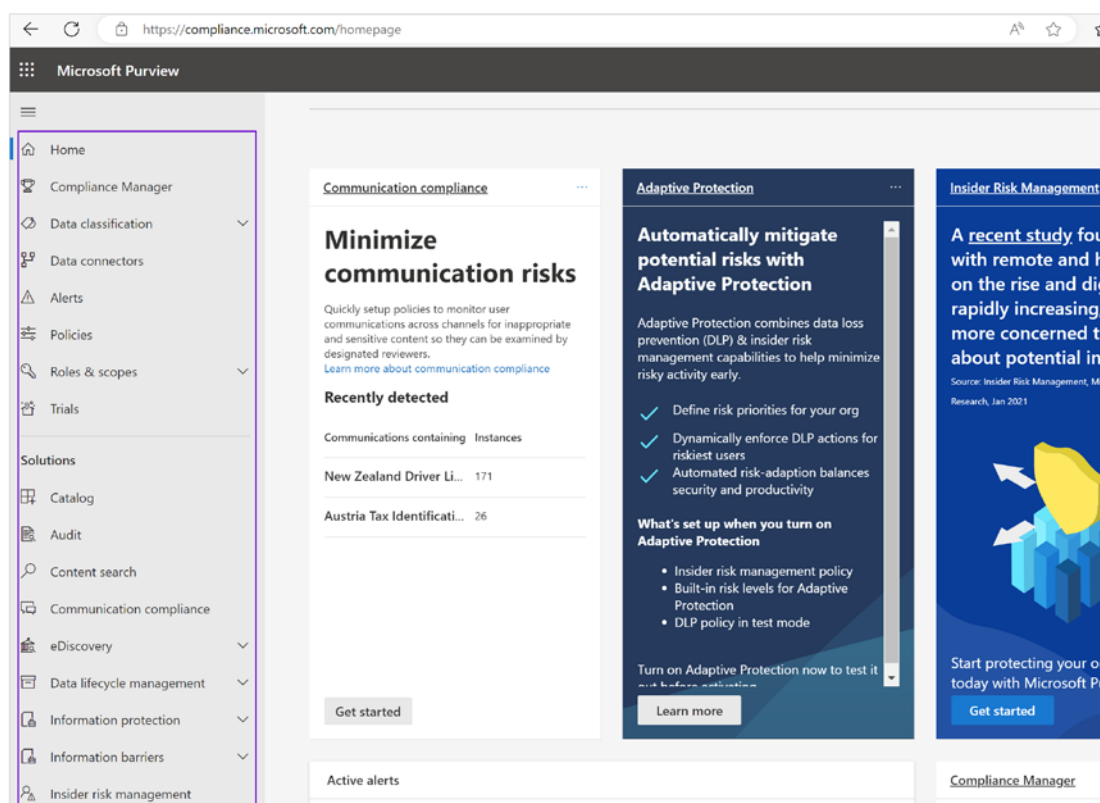 https://compliance.microsoft.com/homepage
Microsoft Purview
Home
Compliance Manager
Data classification
Data connectors
Alerts
Policies
Roles & scopes
Trials
Solutions
Catalog
Audit
Content search
Communication compliance
eDiscovery
Data lifecycle management
Information protection
Information barriers
Insider risk management
Communication compliance
Minimize
communication risks
Quickly setup policies to monitor user
communications across channels for inappropriate
and sensitive content so they can be examined by
designated reviewers.
Learn more about communication compliance
Recently detected
Communications containing Instances
New Zealand Driver Li... 171
Austria Tax Identificati... 26
Get started
Adaptive Protection
Automatically mitigate
potential risks with
Adaptive Protection
Adaptive Protection combines data loss
prevention (DLP) & insider risk
management capabilities to help minimize
risky activity early.
Define risk priorities for your org
Dynamically enforce DLP actions for
riskiest users
Automated risk-adaption balances
security and productivity
What's set up when you turn on
Adaptive Protection
• Insider risk management policy
• Built-in risk levels for Adaptive
Protection
• DLP policy in test mode
Turn on Adaptive Protection now to test it
out before activating
Learn more
Insider Risk Management
A recent study fou
with remote and h
on the rise and dig
rapidly increasing,
more concerned t
about potential in
Source: Insider Risk Management, Mi
Research, Jan 2021
Start protecting your o
today with Microsoft Pu
Get started
Active alerts
Compliance Manager